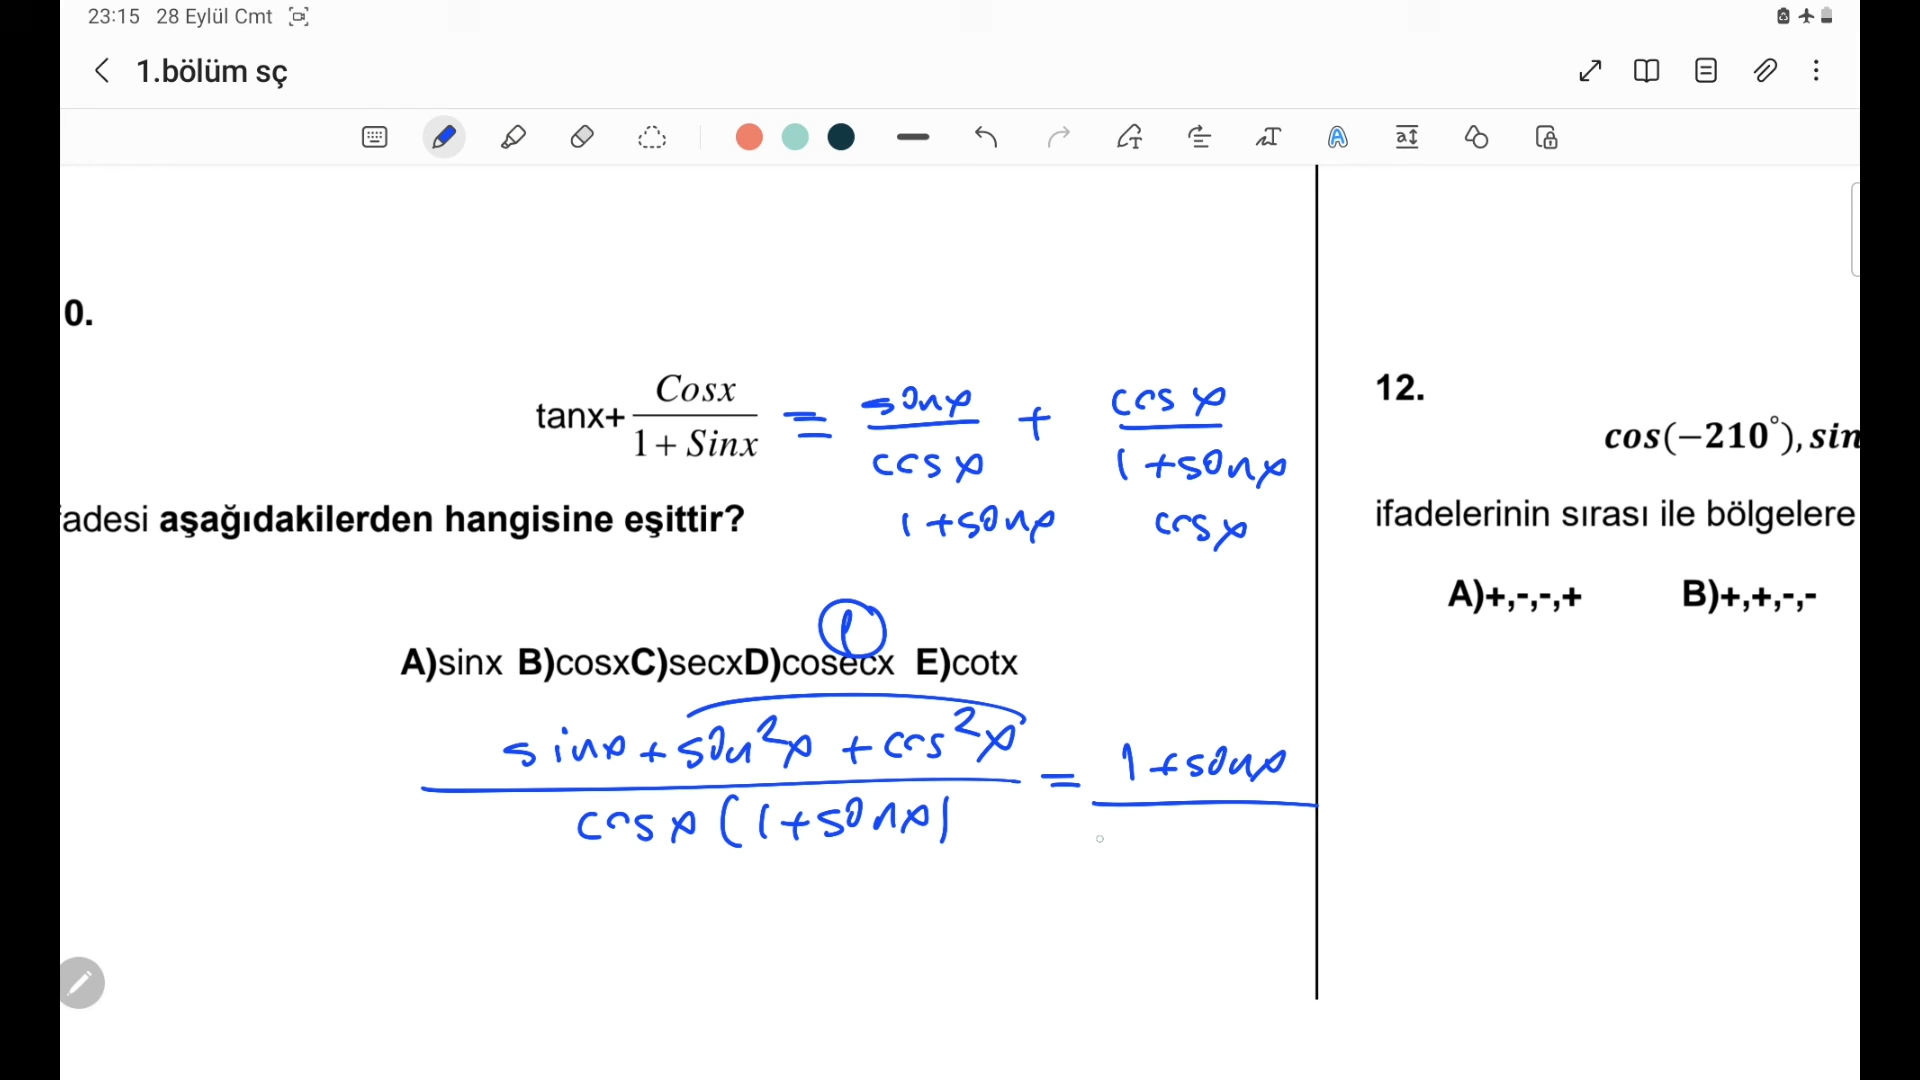 23:15 28 Eylül Cmt
1.bölüm sç
0.
tanx+ Cosx / 1 + Sinx = sinx / cosx + cosx / 1+sinx
1+sinx cosx
fadesi aşağıdakilerden hangisine eşittir?
1
A)sinx B)cosxC)secxD)cosecx E)cotx
sinx + sin²x + cos²x / cosx (1+sinx) = 1+sinx
12.
cos(−210°), sin
ifadelerinin sırası ile bölgelere
A)+,-,-,+ B)+,+,-,-